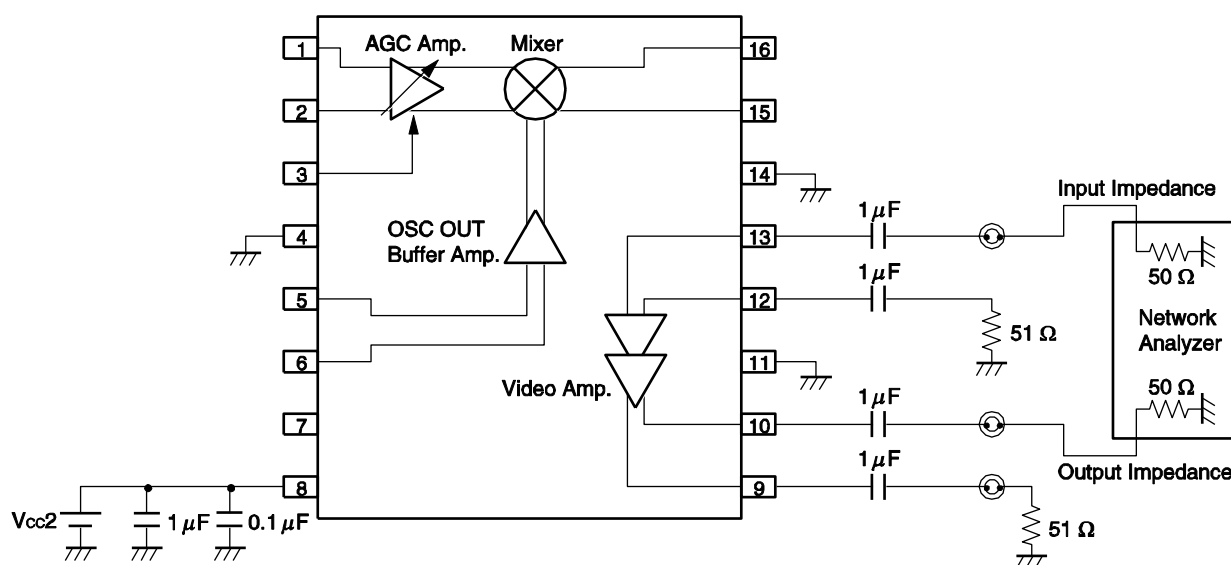 1
AGC Amp.
Mixer
16
2
15
3
14
Input Impedance
4
OSC OUT
Buffer Amp.
13
1 μF
50 Ω
5
12
1 μF
51 Ω
Network
Analyzer
6
Video Amp.
11
50 Ω
7
10
1 μF
Output Impedance
8
9
1 μF
51 Ω
Vcc2
1 μF
0.1 μF